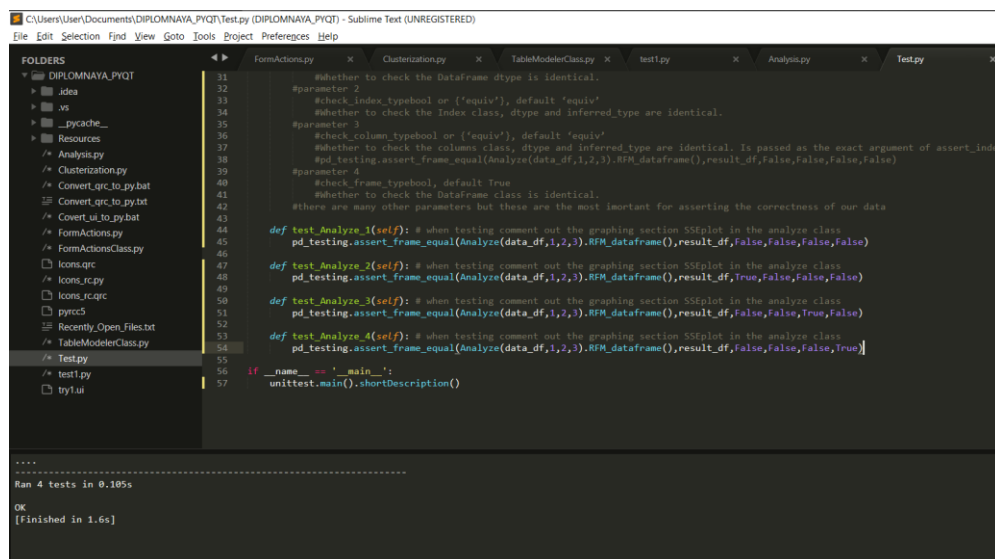 C:\Users\User\Documents\DIPLOMNAYA_PYQT\Test.py (DIPLOMNAYA_PYQT) - Sublime Text (UNREGISTERED)
File Edit Selection Find View Goto Tools Project Preferences Help
FOLDERS
DIPLOMNAYA_PYQT
.idea
.vs
__pycache__
Resources
/* Analysis.py
/* Clusterization.py
/* Convert_qrc_to_py.bat
Convert_qrc_to_py.txt
/* Covert_ui_to_py.bat
/* FormActions.py
/* FormActionsClass.py
Icons.qrc
/* Icons_rc.py
Icons_rc.qrc
pyrcc5
Recently_Open_Files.txt
/* TableModelerClass.py
/* Test.py
/* test1.py
try1.ui
FormActions.py × Clusterization.py × TableModelerClass.py × test1.py × Analysis.py × Test.py ×
31 #Whether to check the DataFrame dtype is identical.
32 #parameter 2
33 #check_index_typebool or {‘equiv’}, default ‘equiv’
34 #Whether to check the Index class, dtype and inferred_type are identical.
35 #parameter 3
36 #check_column_typebool or {‘equiv’}, default ‘equiv’
37 #Whether to check the columns class, dtype and inferred_type are identical. Is passed as the exact argument of assert_inde
38 #pd_testing.assert_frame_equal(Analyze(data_df,1,2,3).RFM_dataframe(),result_df,False,False,False,False)
39 #parameter 4
40 #check_frame_typebool, default True
41 #Whether to check the DataFrame class is identical.
42 #there are many other parameters but these are the most imortant for asserting the correctness of our data
43
44 def test_Analyze_1(self): # when testing comment out the graphing section SSEplot in the analyze class
45 pd_testing.assert_frame_equal(Analyze(data_df,1,2,3).RFM_dataframe(),result_df,False,False,False,False)
46
47 def test_Analyze_2(self): # when testing comment out the graphing section SSEplot in the analyze class
48 pd_testing.assert_frame_equal(Analyze(data_df,1,2,3).RFM_dataframe(),result_df,True,False,False,False)
49
50 def test_Analyze_3(self): # when testing comment out the graphing section SSEplot in the analyze class
51 pd_testing.assert_frame_equal(Analyze(data_df,1,2,3).RFM_dataframe(),result_df,False,False,True,False)
52
53 def test_Analyze_4(self): # when testing comment out the graphing section SSEplot in the analyze class
54 pd_testing.assert_frame_equal(Analyze(data_df,1,2,3).RFM_dataframe(),result_df,False,False,False,True)
55
56 if __name__ == '__main__':
57 unittest.main().shortDescription()
....
----------------------------------------------------------------------
Ran 4 tests in 0.105s
OK
[Finished in 1.6s]